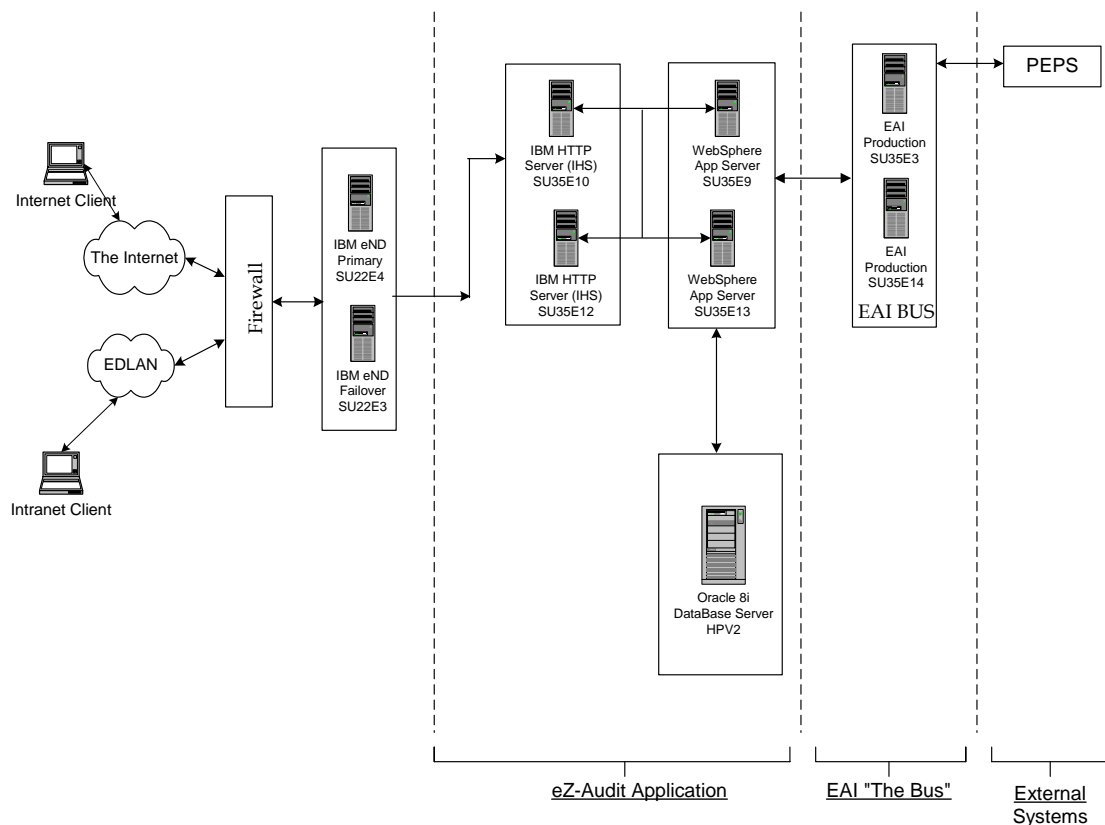 Internet Client
The Internet
EDLAN
Intranet Client
Firewall
IBM eND
Primary
SU22E4
IBM eND
Failover
SU22E3
IBM HTTP
Server (IHS)
SU35E10
IBM HTTP
Server (IHS)
SU35E12
WebSphere
App Server
SU35E9
WebSphere
App Server
SU35E13
Oracle 8i
DataBase Server
HPV2
EAI
Production
SU35E3
EAI
Production
SU35E14
EAI BUS
PEPS
eZ-Audit Application
EAI "The Bus"
External
Systems